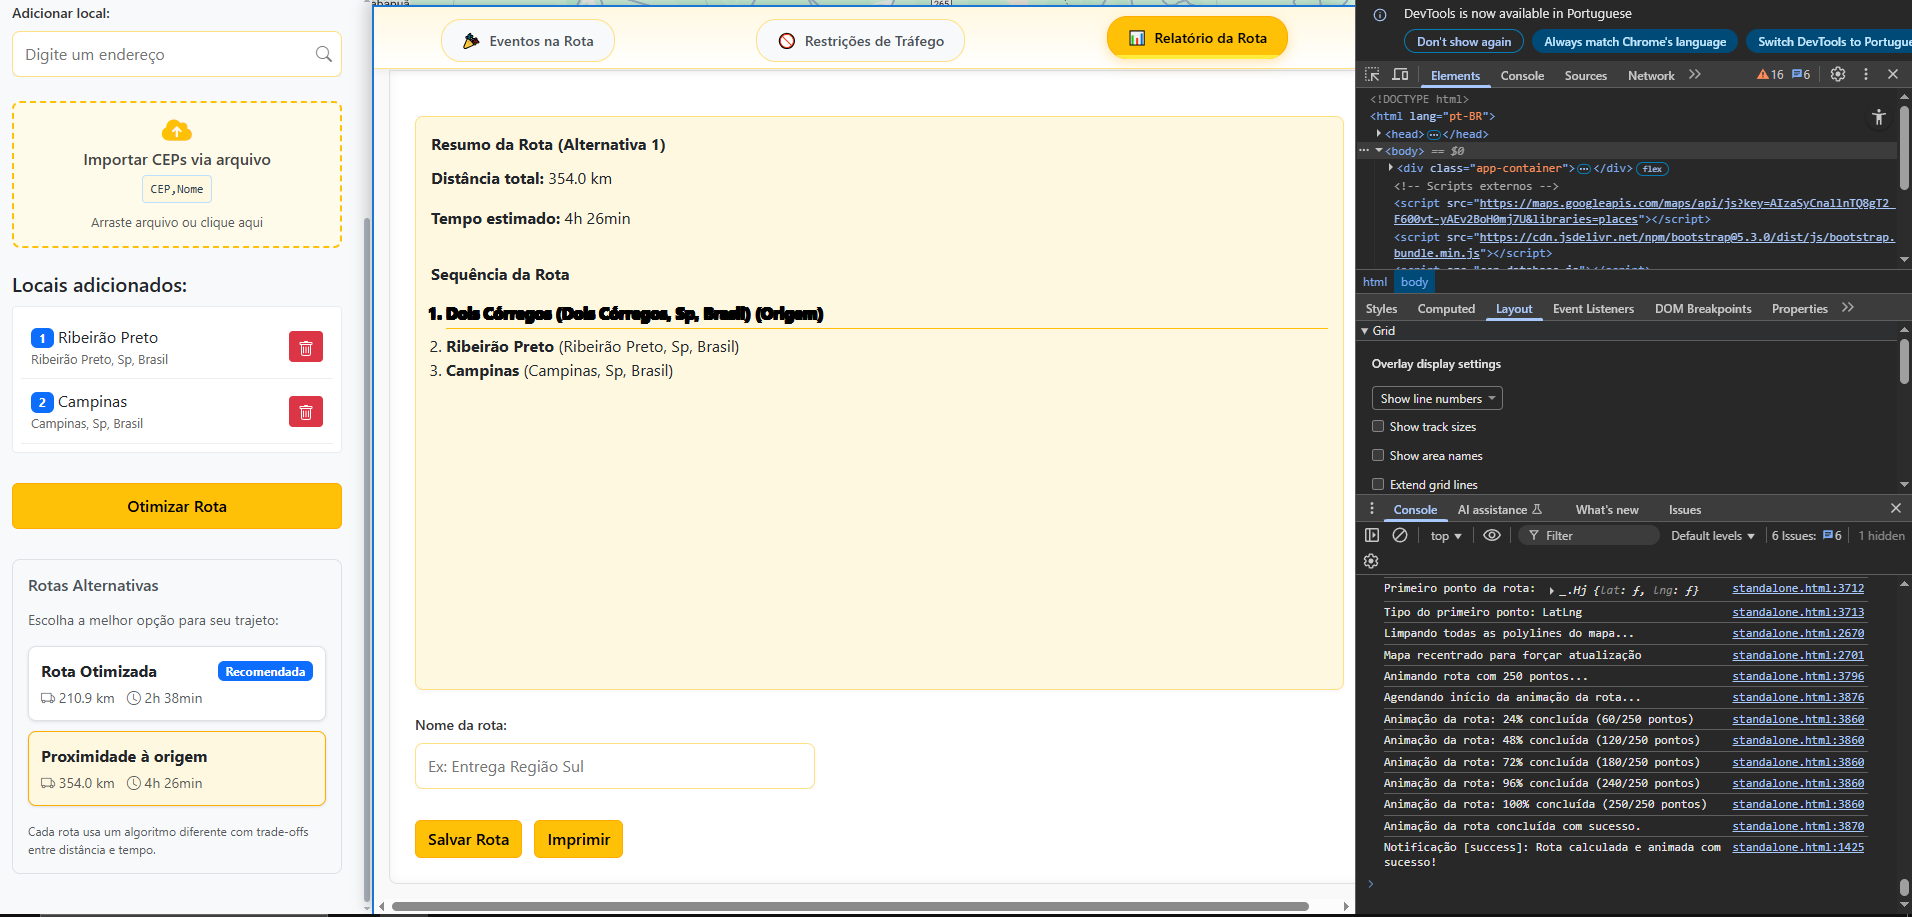 Adicionar local:
Digite um endereço
Importar CEPs via arquivo
CEP,Nome
Arraste arquivo ou clique aqui
Locais adicionados:
1 Ribeirão Preto
Ribeirão Preto, Sp, Brasil
2 Campinas
Campinas, Sp, Brasil
Otimizar Rota
Rotas Alternativas
Escolha a melhor opção para seu trajeto:
Rota Otimizada Recomendada
210.9 km 2h 38min
Proximidade à origem
354.0 km 4h 26min
Cada rota usa um algoritmo diferente com trade-offs
entre distância e tempo.
265
Eventos na Rota
Restrições de Tráfego
Relatório da Rota
Resumo da Rota (Alternativa 1)
Distância total: 354.0 km
Tempo estimado: 4h 26min
Sequência da Rota
1. Dois Córregos (Dois Córregos, Sp, Brasil) (Origem)
2. Ribeirão Preto (Ribeirão Preto, Sp, Brasil)
3. Campinas (Campinas, Sp, Brasil)
Nome da rota:
Ex: Entrega Região Sul
Salvar Rota Imprimir
DevTools is now available in Portuguese
Don't show again Always match Chrome's language Switch DevTools to Portugue
Elements Console Sources Network 16 6
<!DOCTYPE html>
<html lang="pt-BR">
<head> </head>
<body> == $0
<div class="app-container"> </div> flex
<!-- Scripts externos -->
<script src="https://maps.googleapis.com/maps/api/js?key=AIzaSyCnallnTQ8gT2_
F600vt-yAEv2BoH0mj7U&libraries=places"></script>
<script src="https://cdn.jsdelivr.net/npm/bootstrap@5.3.0/dist/js/bootstrap.
bundle.min.js"></script>
html body
Styles Computed Layout Event Listeners DOM Breakpoints Properties
Grid
Overlay display settings
Show line numbers
Show track sizes
Show area names
Extend grid lines
Console AI assistance What's new Issues
top Filter Default levels 6 Issues: 6 1 hidden
Primeiro ponto da rota: _.Hj {lat: ƒ, lng: ƒ} standalone.html:3712
Tipo do primeiro ponto: LatLng standalone.html:3713
Limpando todas as polylines do mapa... standalone.html:2670
Mapa recentrado para forçar atualização standalone.html:2701
Animando rota com 250 pontos... standalone.html:3796
Agendando início da animação da rota... standalone.html:3876
Animação da rota: 24% concluída (60/250 pontos) standalone.html:3860
Animação da rota: 48% concluída (120/250 pontos) standalone.html:3860
Animação da rota: 72% concluída (180/250 pontos) standalone.html:3860
Animação da rota: 96% concluída (240/250 pontos) standalone.html:3860
Animação da rota: 100% concluída (250/250 pontos) standalone.html:3860
Animação da rota concluída com sucesso. standalone.html:3870
Notificação [success]: Rota calculada e animada com standalone.html:1425
sucesso!